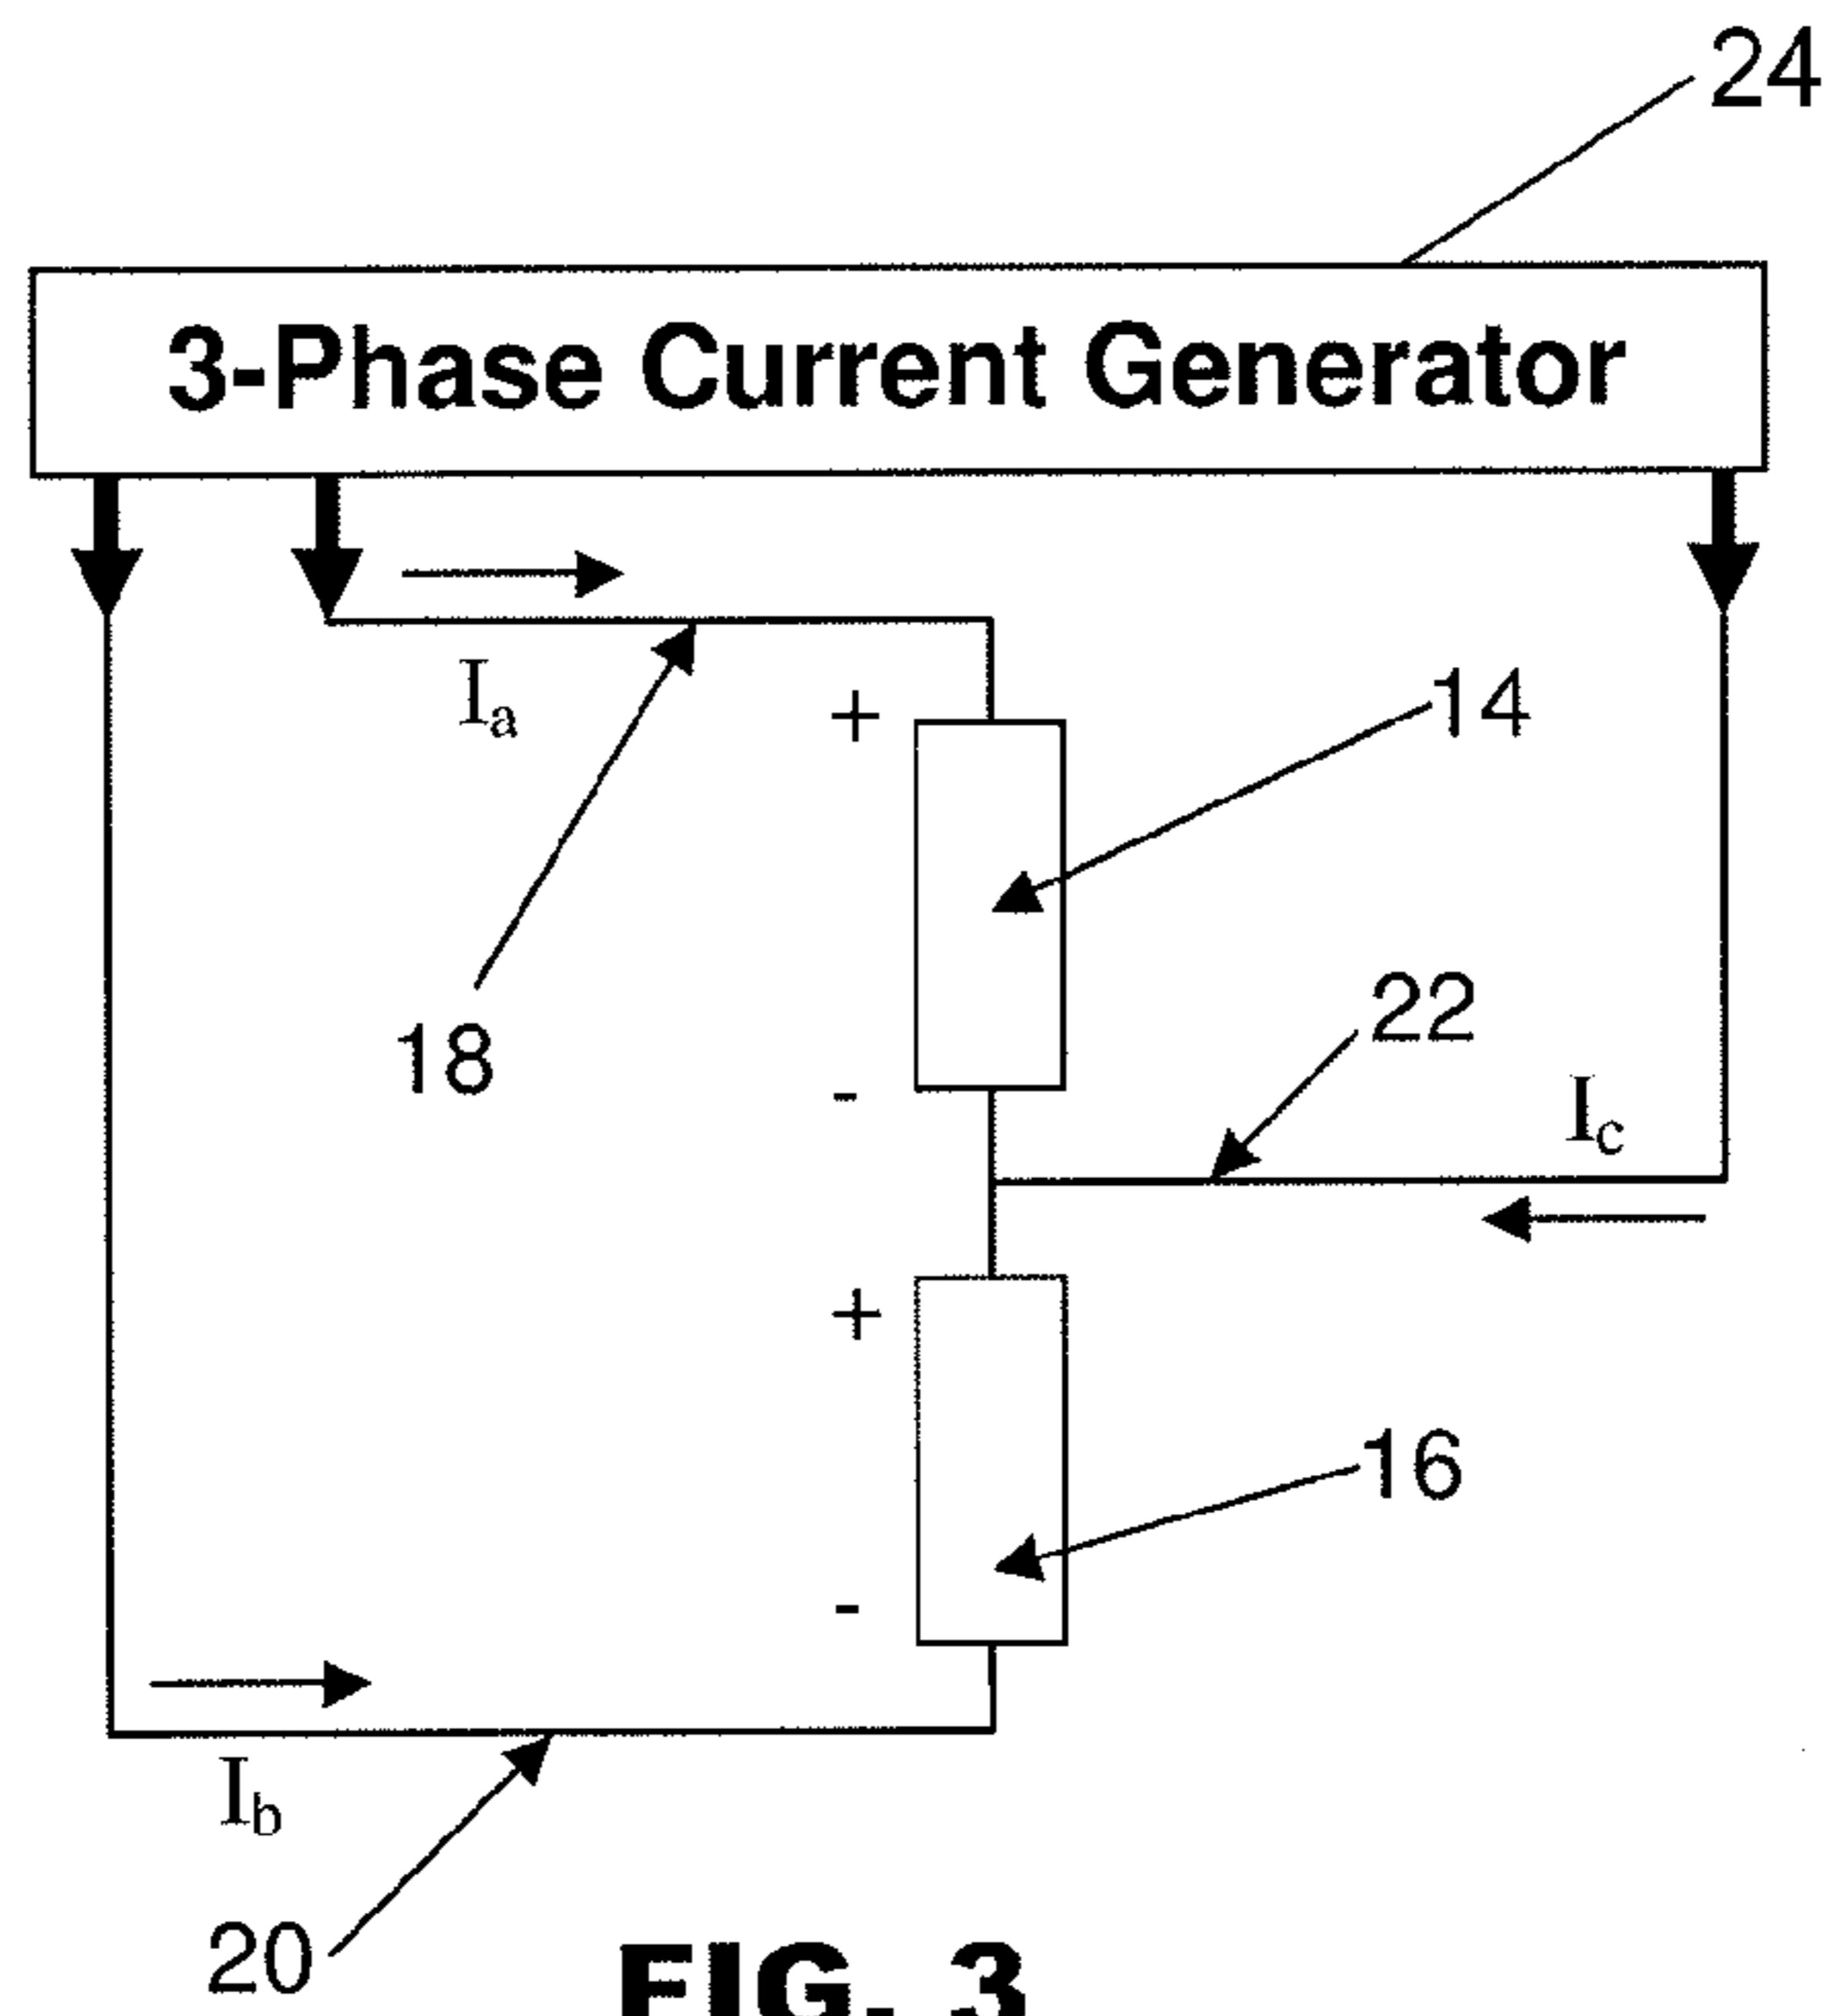 24
3-Phase Current Generator
Ia
+
14
18
22
-
Ic
+
16
-
Ib
20
FIG. 3